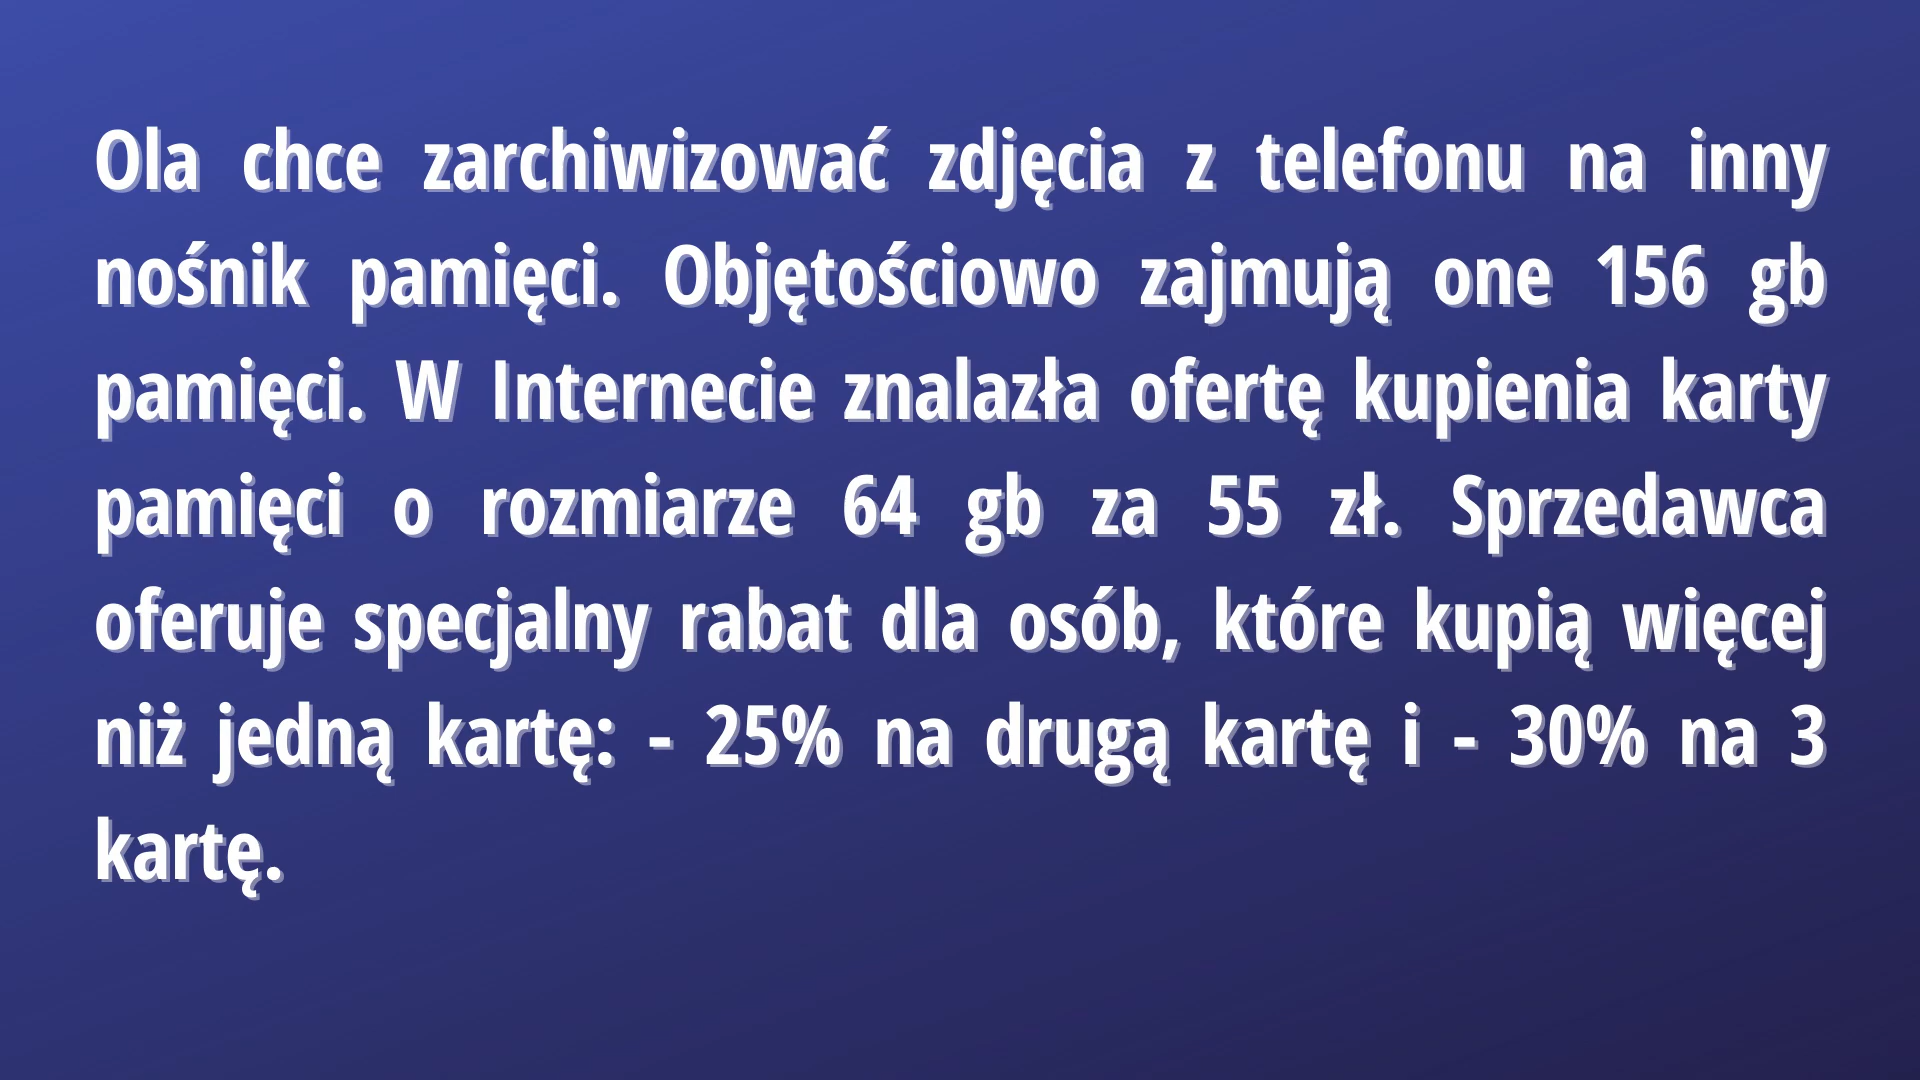 Ola chce zarchiwizować zdjęcia z telefonu na inny
nośnik pamięci. Objętościowo zajmują one 156 gb
pamięci. W Internecie znalazła ofertę kupienia karty
pamięci o rozmiarze 64 gb za 55 zł. Sprzedawca
oferuje specjalny rabat dla osób, które kupią więcej
niż jedną kartę: - 25% na drugą kartę i - 30% na 3
kartę.